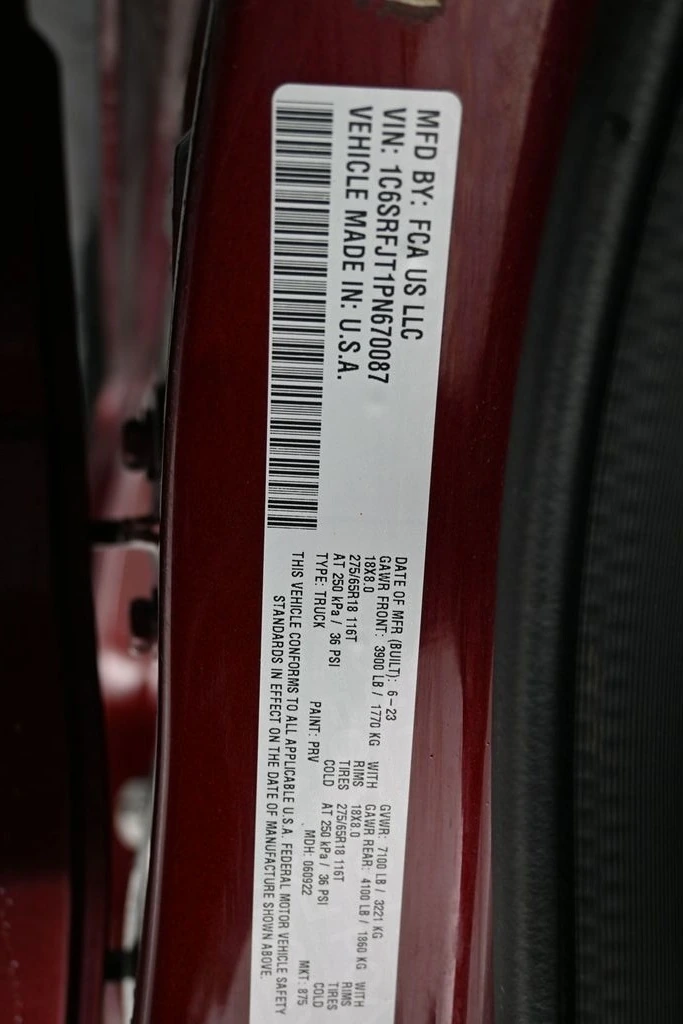 MFD BY: FCA US LLC
VIN: 1C6SRFJT1PN670087
VEHICLE MADE IN: U.S.A.
DATE OF MFR (BUILT): 6-23 GVWR: 7100 LB / 3221 KG
GAWR FRONT: 3900 LB / 1770 KG WITH GAWR REAR: 4100 LB / 1860 KG WITH
18X8.0 RIMS 18X8.0 RIMS
275/65R18 116T TIRES 275/65R18 116T TIRES
AT 250 kPa / 36 PSI COLD AT 250 kPa / 36 PSI COLD
TYPE: TRUCK PAINT: PRV MDH: 060922 MKT: 875
THIS VEHICLE CONFORMS TO ALL APPLICABLE U.S.A. FEDERAL MOTOR VEHICLE SAFETY
STANDARDS IN EFFECT ON THE DATE OF MANUFACTURE SHOWN ABOVE.